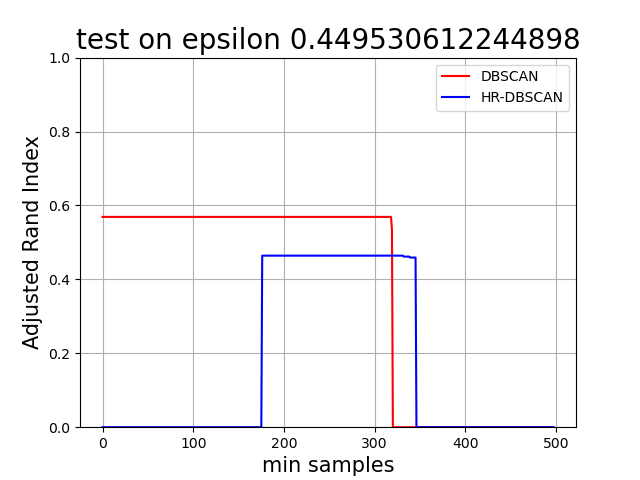 test on epsilon 0.449530612244898
DBSCAN
HR-DBSCAN
Adjusted Rand Index
1.0
0.8
0.6
0.4
0.2
0.0
0 100 200 300 400 500
min samples